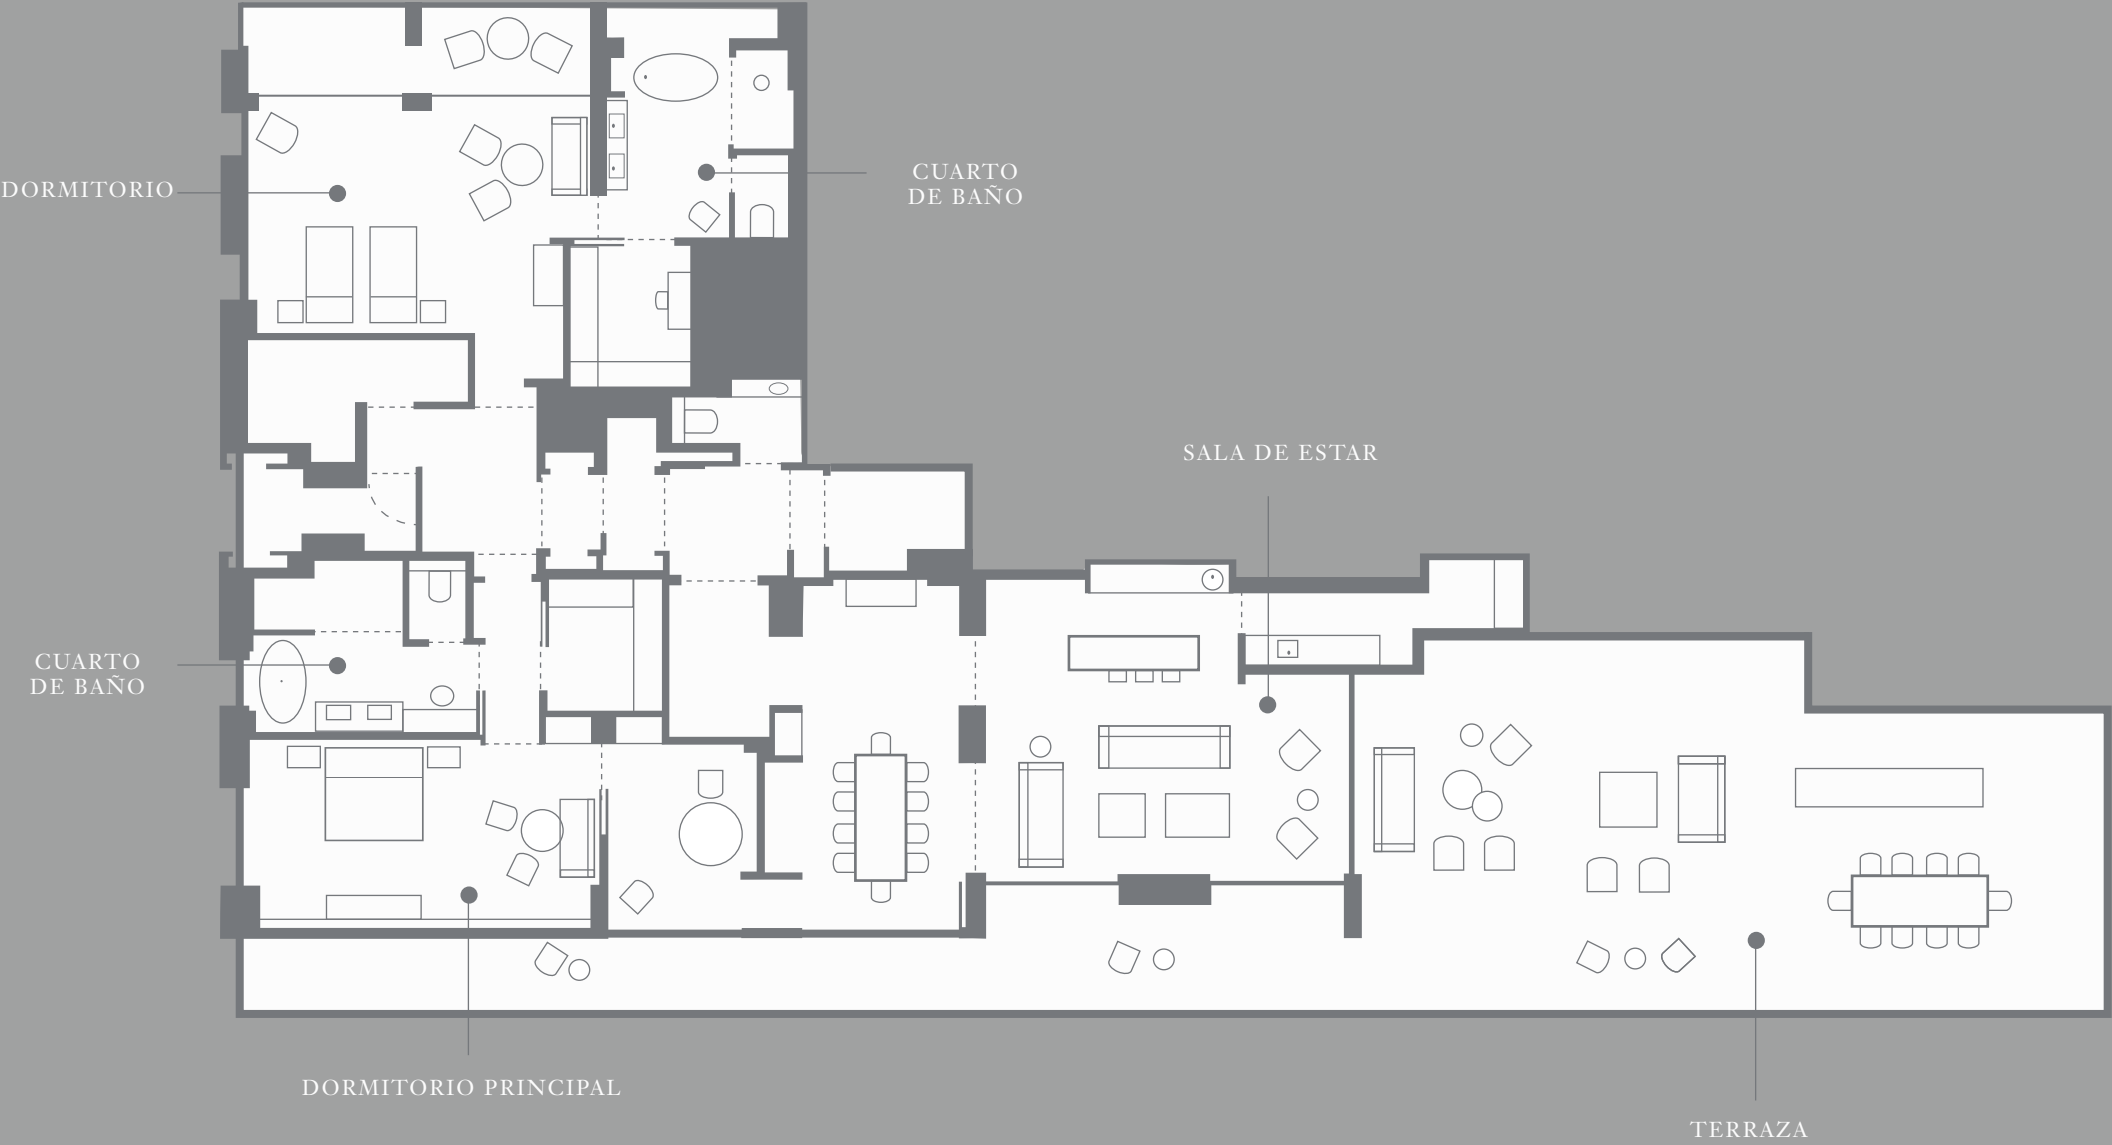 CUARTO
DE BAÑO
DORMITORIO
SALA DE ESTAR
CUARTO
DE BAÑO
DORMITORIO PRINCIPAL
TERRAZA